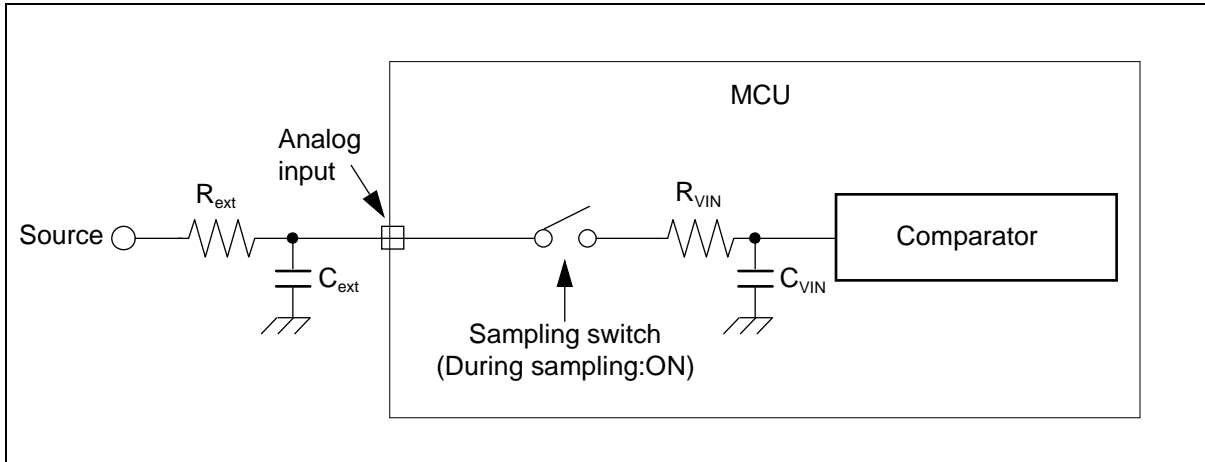 MCU
Analog
input
R_ext
R_VIN
Source
Comparator
C_ext
C_VIN
Sampling switch
(During sampling:ON)